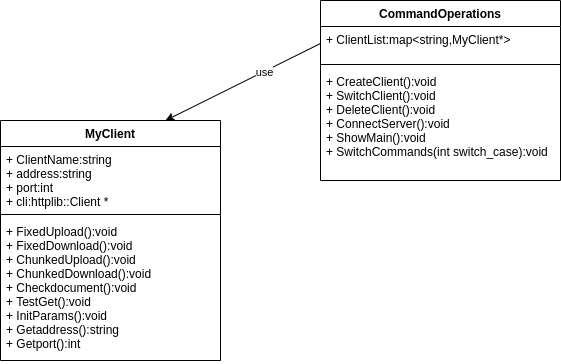 CommandOperations
+ ClientList:map<string,MyClient*>
+ CreateClient():void
+ SwitchClient():void
+ DeleteClient():void
+ ConnectServer():void
+ ShowMain():void
+ SwitchCommands(int switch_case):void
use
MyClient
+ ClientName:string
+ address:string
+ port:int
+ cli:httplib::Client *
+ FixedUpload():void
+ FixedDownload():void
+ ChunkedUpload():void
+ ChunkedDownload():void
+ Checkdocument():void
+ TestGet():void
+ InitParams():void
+ Getaddress():string
+ Getport():int